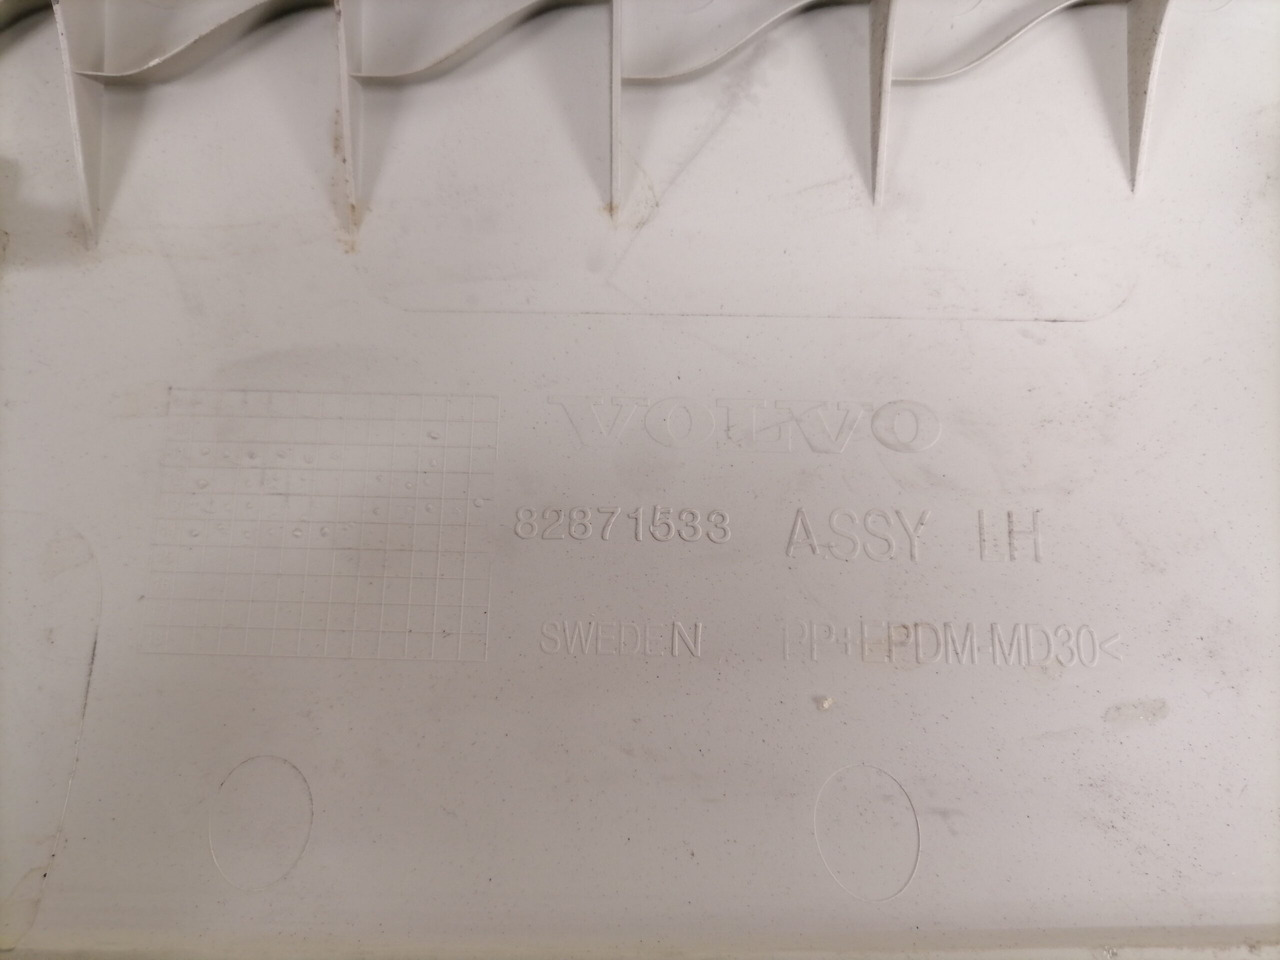 VOLVO
82871533 ASSY LH
SWEDEN PP+EPDM-MD30<